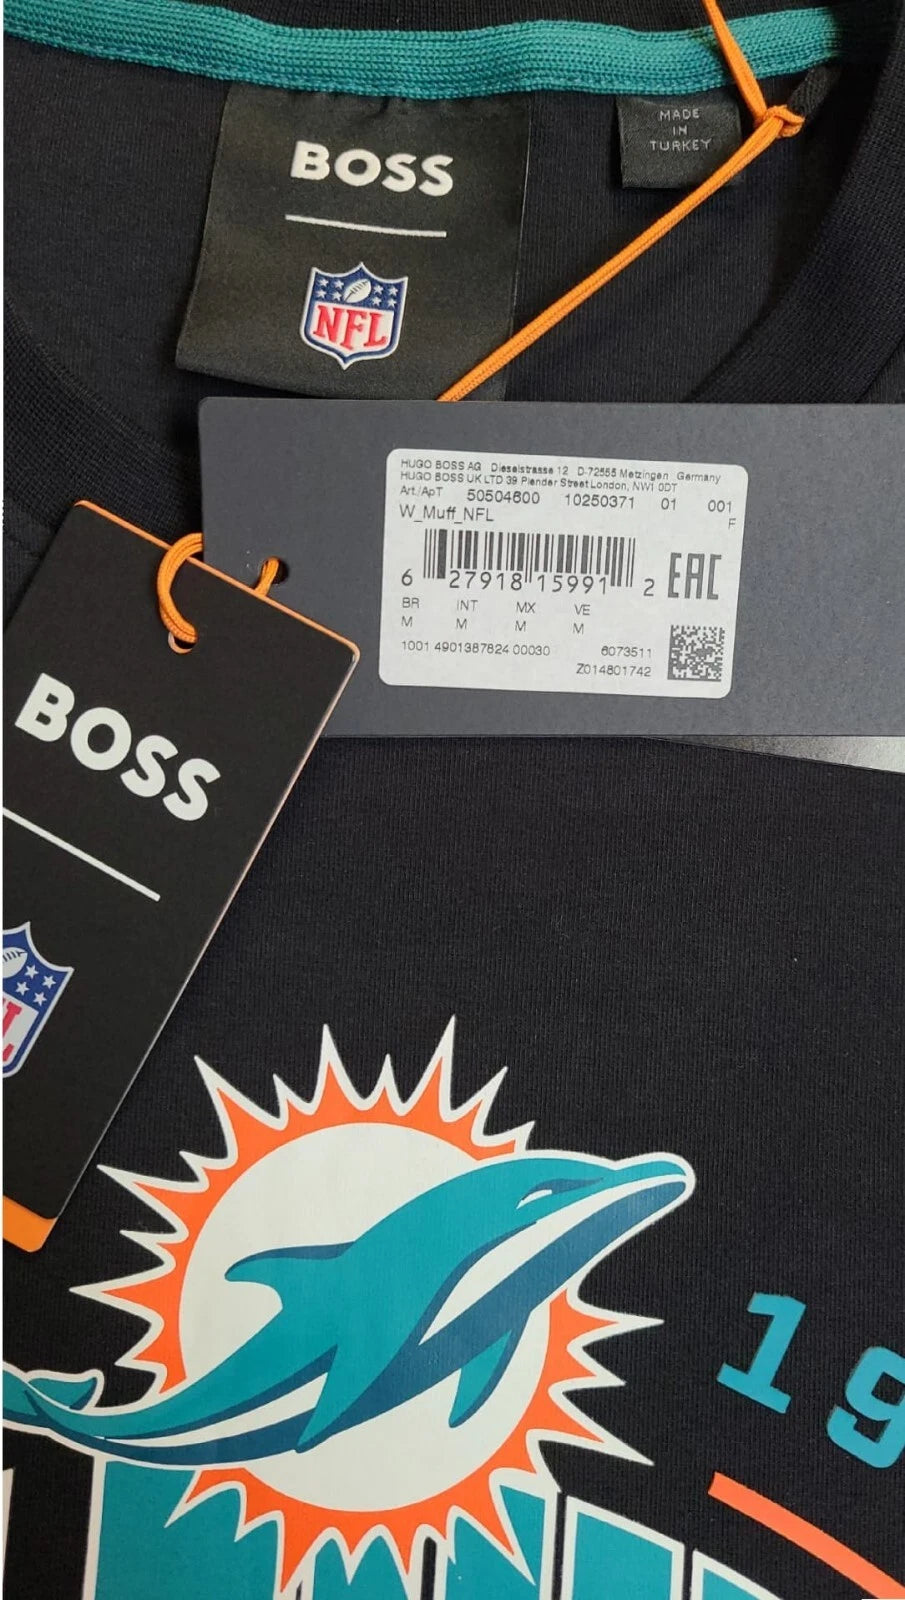 BOSS
NFL
MADE
IN
TURKEY
HUGO BOSS AG Dieselstrasse 12 D-72555 Metzingen Germany
HUGO BOSS UK LTD 39 Plender Street London, NW1 0DT
Art./ApT 50504600 10250371 01 001
F
W_Muff_NFL
6 27918 15991 2
EAC
BR INT MX VE
M M M M
1001 4901387824 00030 6073511
Z014801742
BOSS
L
19